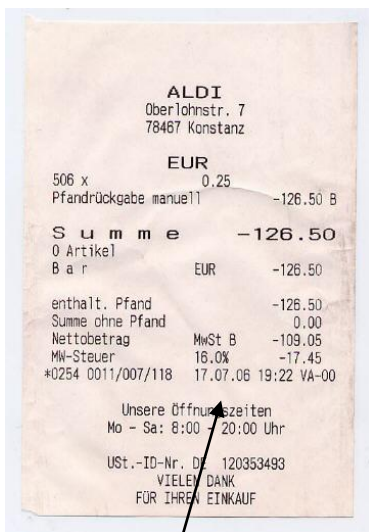 ALDI
Oberlohnstr. 7
78467 Konstanz
EUR
506 x 0.25
Pfandrückgabe manuell -126.50 B
Summe -126.50
0 Artikel
Bar EUR -126.50
enthalt. Pfand -126.50
Summe ohne Pfand 0.00
Nettobetrag MwSt B -109.05
MW-Steuer 16.0% -17.45
*0254 0011/007/118 17.07.06 19:22 VA-00
Unsere Öffnungszeiten
Mo - Sa: 8:00 - 20:00 Uhr
USt.-ID-Nr. DE 120353493
VIELEN DANK
FÜR IHREN EINKAUF